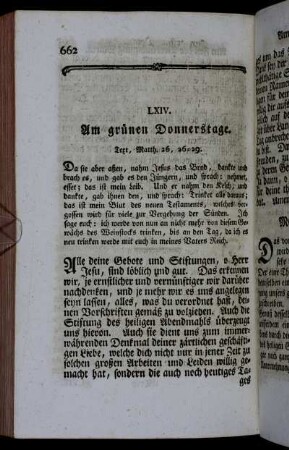 662
LXIV.
Am grünen Donnerstage.
Text, Matth. 26, 26-29.
Da sie aber aßen, nahm Jesus das Brod, dankte und
brach es, und gab es den Jüngern, und sprach: nehmet,
esset; das ist mein Leib. Und er nahm den Kelch, und
dankte, gab ihnen den, und sprach: Trinket alle daraus;
das ist mein Blut des neuen Testaments, welches ver-
gossen wird für viele zur Vergebung der Sünden. Ich
sage euch: ich werde von nun an nicht mehr von diesem Ge-
wächs des Weinstocks trinken, bis an den Tag, da ich es
neu trinken werde mit euch in meines Vaters Reich.
Alle deine Gebote und Stiftungen, o Herr
Jesu, sind löblich und gut. Das erkennen
wir, je ernstlicher und vernünftiger wir darüber
nachdenken, und je mehr wir es uns angelegen
seyn lassen, alles, was du verordnet hast, dei-
nen Vorschriften gemäß zu vollziehen. Auch die
Stiftung des heiligen Abendmahls überzeugt
uns hievon. Auch sie dient uns zum immer-
währenden Denkmal deiner zärtlichen geschäfti-
gen Liebe, welche dich nicht nur in jener Zeit zu
solchen großen Arbeiten und Leiden willig ge-
macht hat, sondern die auch noch heutiges Ta-
ges